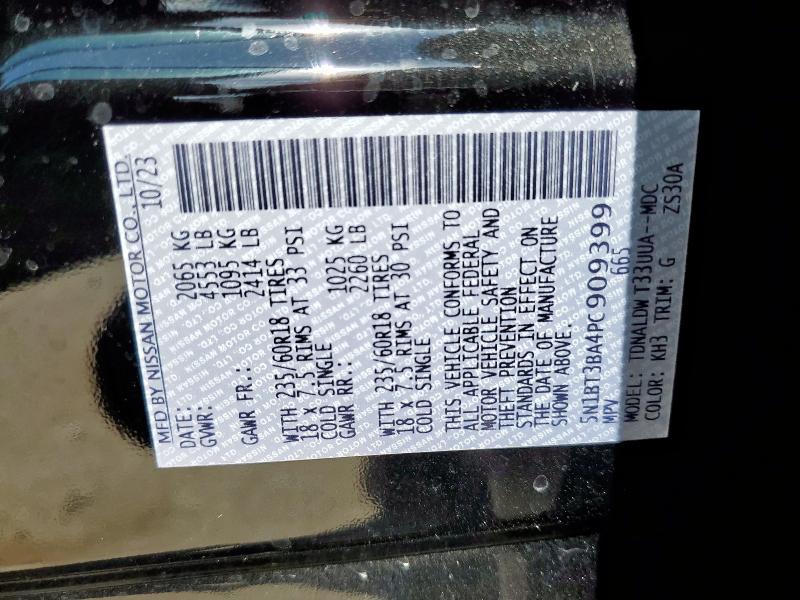 MFD BY NISSAN MOTOR CO., LTD.
DATE: 10/23
GVWR: 2065 KG
4553 LB
GAWR FR.: 1095 KG
2414 LB
WITH 235/60R18 TIRES
18 X 7.5 RIMS AT 33 PSI
COLD SINGLE
GAWR RR.: 1025 KG
2260 LB
WITH 235/60R18 TIRES
18 X 7.5 RIMS AT 30 PSI
COLD SINGLE
THIS VEHICLE CONFORMS TO
ALL APPLICABLE FEDERAL
MOTOR VEHICLE SAFETY AND
THEFT PREVENTION
STANDARDS IN EFFECT ON
THE DATE OF MANUFACTURE
SHOWN ABOVE.
5N1BT3BA4PC909399
MPV 665
MODEL: TDNALDW T33UUA--MDC
COLOR: KH3 TRIM: G ZS30A